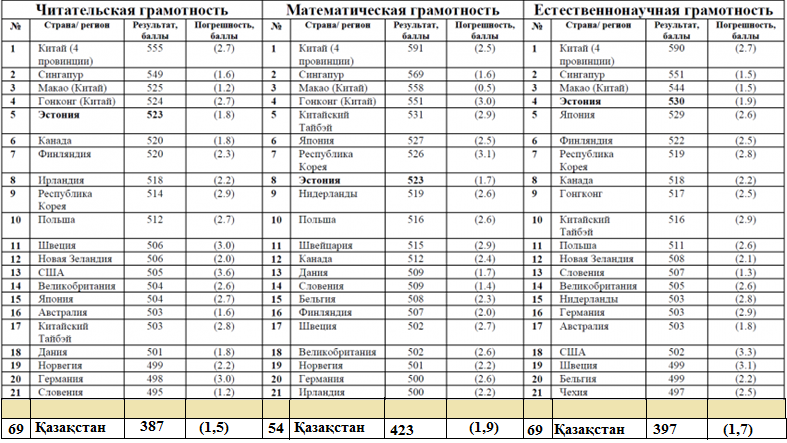 Читательская грамотность Математическая грамотность Естественнонаучная грамотность
№ Страна/ регион Результат, баллы Погрешность, баллы № Страна/ регион Результат, баллы Погрешность, баллы № Страна/ регион Результат, баллы Погрешность, баллы
1 Китай (4 провинции) 555 (2.7) 1 Китай (4 провинции) 591 (2.5) 1 Китай (4 провинции) 590 (2.7)
2 Сингапур 549 (1.6) 2 Сингапур 569 (1.6) 2 Сингапур 551 (1.5)
3 Макао (Китай) 525 (1.2) 3 Макао (Китай) 558 (0.5) 3 Макао (Китай) 544 (1.5)
4 Гонконг (Китай) 524 (2.7) 4 Гонконг (Китай) 551 (3.0) 4 Эстония 530 (1.9)
5 Эстония 523 (1.8) 5 Китайский Тайбэй 531 (2.9) 5 Япония 529 (2.6)
6 Канада 520 (1.8) 6 Япония 527 (2.5) 6 Финляндия 522 (2.5)
7 Финляндия 520 (2.3) 7 Республика Корея 526 (3.1) 7 Республика Корея 519 (2.8)
8 Ирландия 518 (2.2) 8 Эстония 523 (1.7) 8 Канада 518 (2.2)
9 Республика Корея 514 (2.9) 9 Нидерланды 519 (2.6) 9 Гонгконг 517 (2.5)
10 Польша 512 (2.7) 10 Польша 516 (2.6) 10 Китайский Тайбэй 516 (2.9)
11 Швеция 506 (3.0) 11 Швейцария 515 (2.9) 11 Польша 511 (2.6)
12 Новая Зеландия 506 (2.0) 12 Канада 512 (2.4) 12 Новая Зеландия 508 (2.1)
13 США 505 (3.6) 13 Дания 509 (1.7) 13 Словения 507 (1.3)
14 Великобритания 504 (2.6) 14 Словения 509 (1.4) 14 Великобритания 505 (2.6)
15 Япония 504 (2.7) 15 Бельгия 508 (2.3) 15 Нидерланды 503 (2.8)
16 Австралия 503 (1.6) 16 Финляндия 507 (2.0) 16 Германия 503 (2.9)
17 Китайский Тайбэй 503 (2.8) 17 Швеция 502 (2.7) 17 Австралия 503 (1.8)
18 Дания 501 (1.8) 18 Великобритания 502 (2.6) 18 США 502 (3.3)
19 Норвегия 499 (2.2) 19 Норвегия 501 (2.2) 19 Швеция 499 (3.1)
20 Германия 498 (3.0) 20 Германия 500 (2.6) 20 Бельгия 499 (2.2)
21 Словения 495 (1.2) 21 Ирландия 500 (2.2) 21 Чехия 497 (2.5)
69 Қазақстан 387 (1,5) 54 Қазақстан 423 (1,9) 69 Қазақстан 397 (1,7)